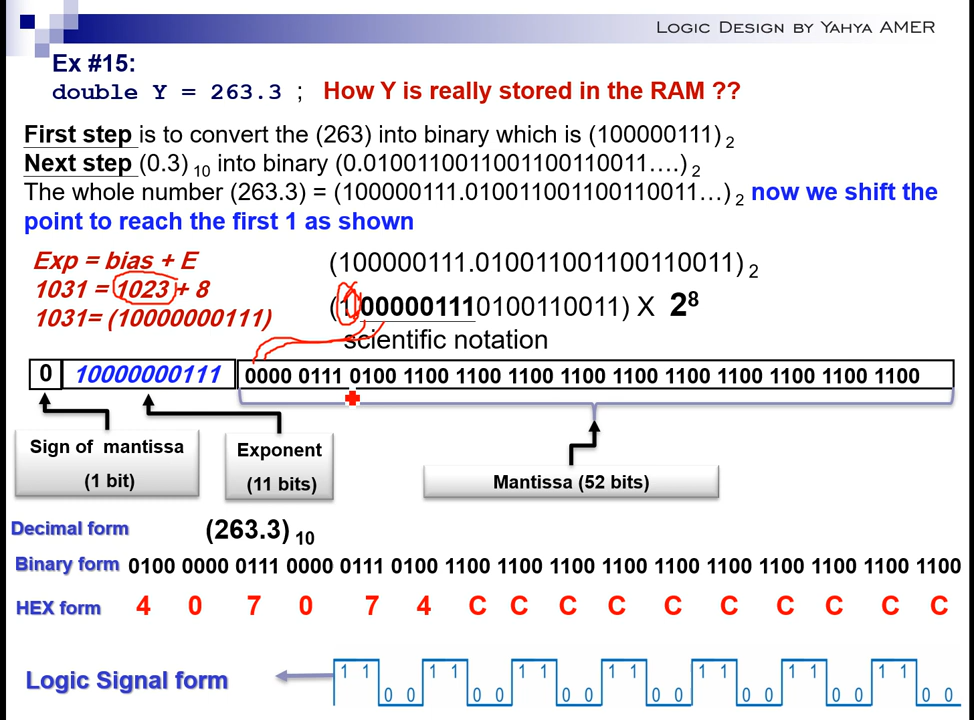 LOGIC DESIGN BY YAHYA AMER
Ex #15:
double Y = 263.3 ; How Y is really stored in the RAM ??
First step is to convert the (263) into binary which is (100000111) 2
Next step (0.3) 10 into binary (0.0100110011001100110011....) 2
The whole number (263.3) = (100000111.010011001100110011...) 2 now we shift the
point to reach the first 1 as shown
Exp = bias + E
1031 = 1023 + 8
1031= (10000000111)
(100000111.010011001100110011) 2
(1.000001110100110011) X 2^8
scientific notation
0 10000000111 0000 0111 0100 1100 1100 1100 1100 1100 1100 1100 1100 1100 1100
Sign of mantissa
(1 bit)
Exponent
(11 bits)
Mantissa (52 bits)
Decimal form (263.3) 10
Binary form 0100 0000 0111 0000 0111 0100 1100 1100 1100 1100 1100 1100 1100 1100 1100 1100
HEX form 4 0 7 0 7 4 C C C C C C C C C C
Logic Signal form 1 1 0 0 1 1 0 0 1 1 0 0 1 1 0 0 1 1 0 0 1 1 0 0 1 1 0 0